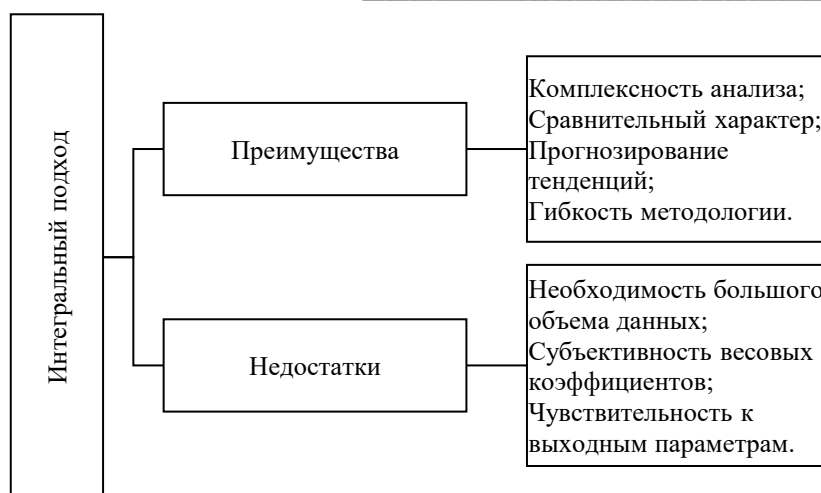 Интегральный подход
Преимущества
Комплексность анализа;
Сравнительный характер;
Прогнозирование
тенденций;
Гибкость методологии.
Недостатки
Необходимость большого
объема данных;
Субъективность весовых
коэффициентов;
Чувствительность к
выходным параметрам.